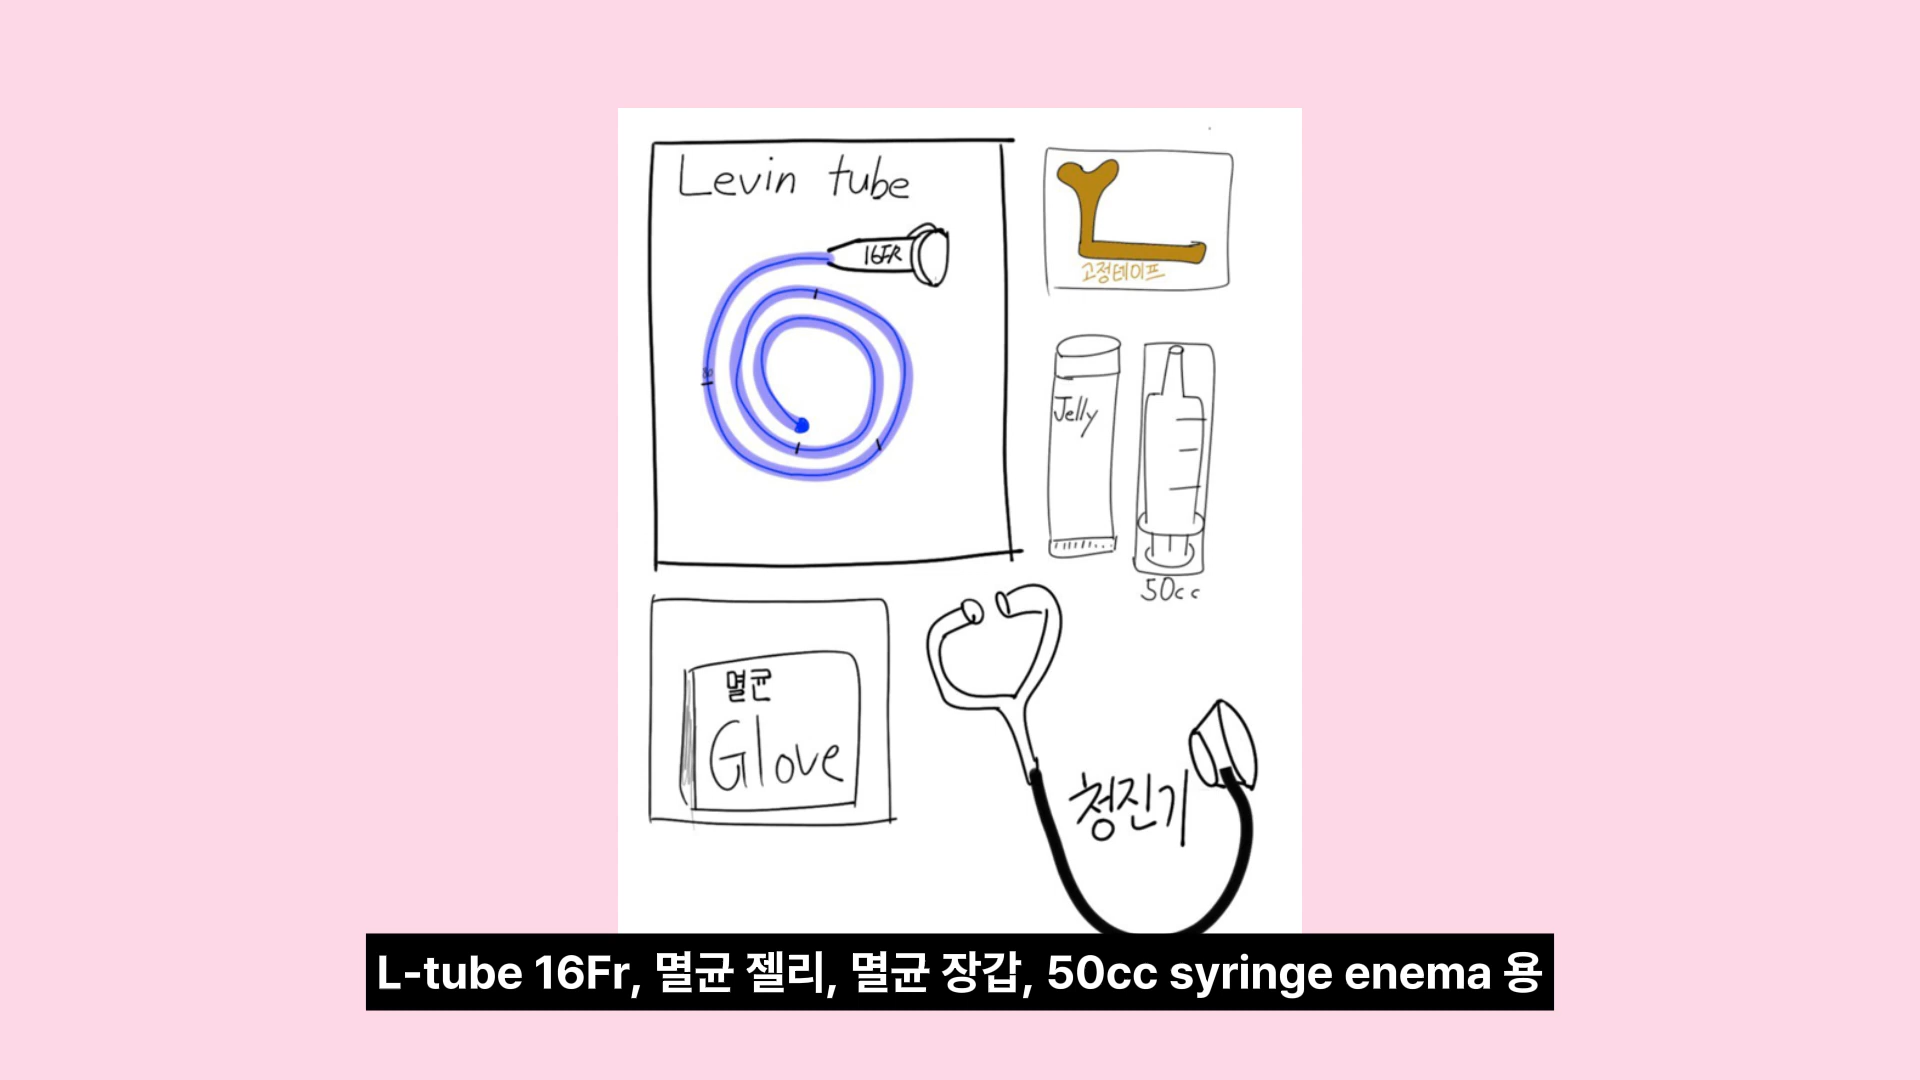 Levin tube
16FR
고정테이프
Jelly
50cc
멸균
Glove
청진기
L-tube 16Fr, 멸균 젤리, 멸균 장갑, 50cc syringe enema 용